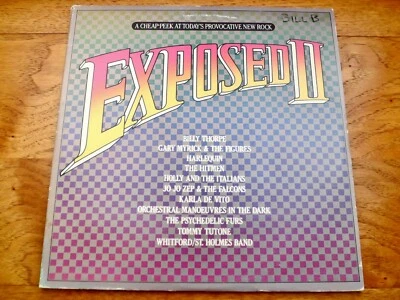 A CHEAP PEEK AT TODAY'S PROVOCATIVE NEW ROCK
BILL B
EXPOSED II
BILLY THORPE
GARY MYRICK & THE FIGURES
HARLEQUIN
THE HITMEN
HOLLY AND THE ITALIANS
JO JO ZEP & THE FALCONS
KARLA DE VITO
ORCHESTRAL MANOEUVRES IN THE DARK
THE PSYCHEDELIC FURS
TOMMY TUTONE
WHITFORD/ST. HOLMES BAND